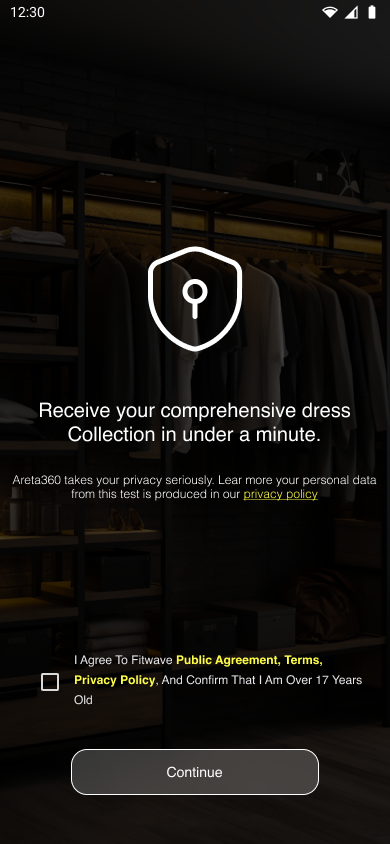 12:30
Receive your comprehensive dress
Collection in under a minute.
Areta360 takes your privacy seriously. Lear more your personal data
from this test is produced in our privacy policy
I Agree To Fitwave Public Agreement, Terms,
Privacy Policy, And Confirm That I Am Over 17 Years
Old
Continue